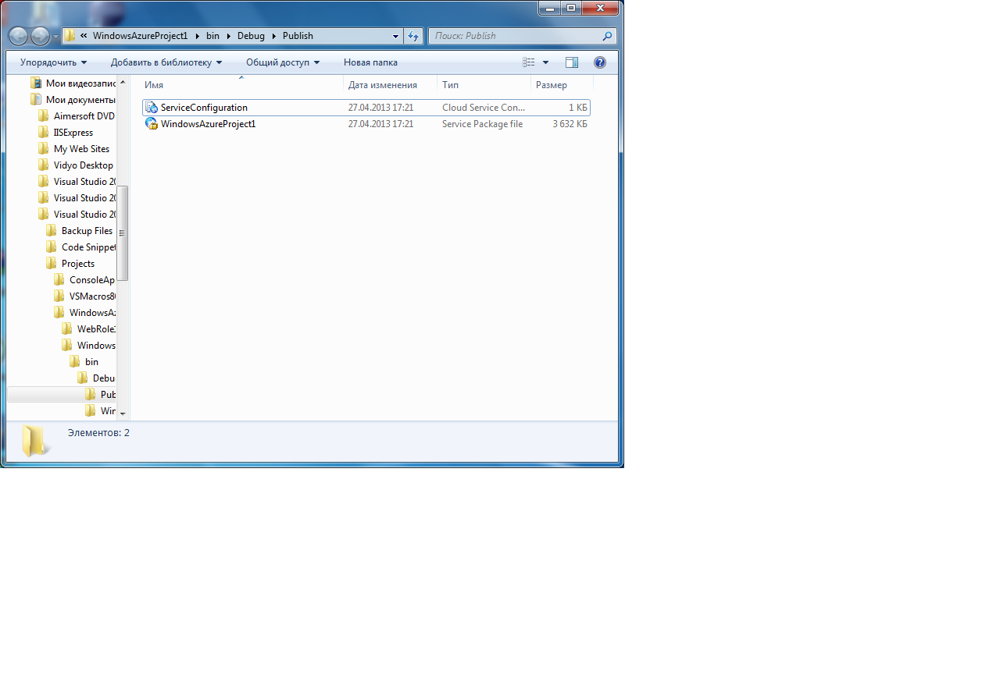 « WindowsAzureProject1 bin Debug Publish Поиск: Publish
Упорядочить Добавить в библиотеку Общий доступ Новая папка
Имя Дата изменения Тип Размер
ServiceConfiguration 27.04.2013 17:21 Cloud Service Con... 1 КБ
WindowsAzureProject1 27.04.2013 17:21 Service Package file 3 632 КБ
Мои видеозапис
Мои документы
Aimersoft DVD
IISExpress
My Web Sites
Vidyo Desktop
Visual Studio 20
Visual Studio 20
Visual Studio 20
Backup Files
Code Snippet
Projects
ConsoleAp
VSMacros80
WindowsAz
WebRole1
Windows
bin
Debu
Pub
Win
Элементов: 2